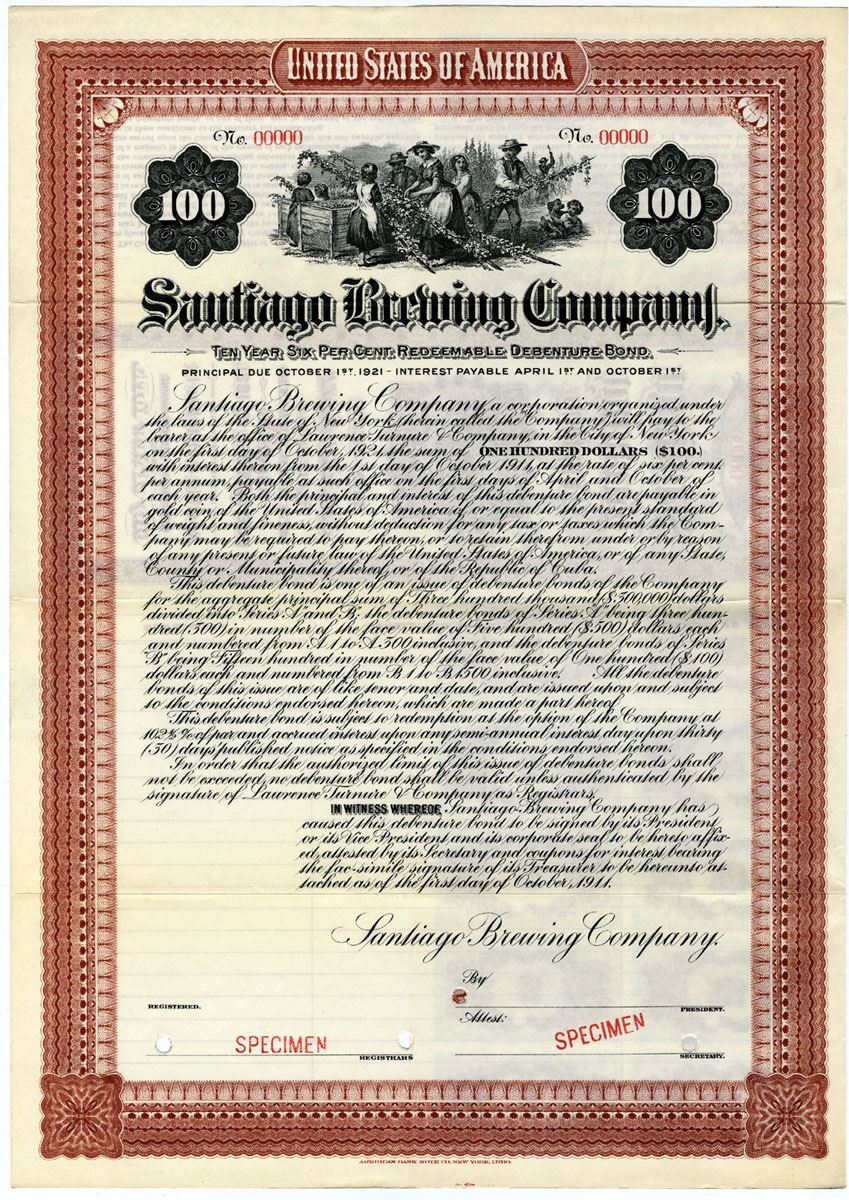 UNITED STATES OF AMERICA
No. 00000 No. 00000
100 100
Santiago Brewing Company.
TEN YEAR SIX PER CENT. REDEEMABLE DEBENTURE BOND.
PRINCIPAL DUE OCTOBER 1ST, 1921 - INTEREST PAYABLE APRIL 1ST AND OCTOBER 1ST
Santiago Brewing Company, a corporation organized under
the laws of the State of New York, (herein called the "Company") will pay to the
bearer at the office of Laurence Turnure & Company, in the City of New York
on the first day of October, 1921, the sum of ONE HUNDRED DOLLARS ($100.)
with interest thereon from the 1st day of October 1911, at the rate of six per cent.
per annum, payable at such office on the first days of April and October of
each year. Both the principal and interest of this debenture bond are payable in
gold coin of the United States of America of or equal to the present standard
of weight and fineness, without deduction for any tax or taxes which the Com-
pany may be required to pay thereon, or to retain therefrom under or by reason
of any present or future law of the United States of America, or of any State,
County or Municipality thereof, or of the Republic of Cuba.
This debenture bond is one of an issue of debenture bonds of the Company
for the aggregate principal sum of Three hundred thousand ($300,000) dollars
divided into Series "A" and "B"; the debenture bonds of Series "A" being three hun-
dred (300) in number of the face value of Five hundred ($500) dollars each
and numbered from A 1 to A 300 inclusive, and the debenture bonds of Series
"B" being Fifteen hundred in number of the face value of One hundred ($100)
dollars each and numbered from B 1 to B 1500 inclusive. All the debenture
bonds of this issue are of like tenor and date, and are issued upon and subject
to the conditions endorsed hereon, which are made a part hereof.
This debenture bond is subject to redemption at the option of the Company at
102½% of par and accrued interest upon any semi-annual interest day upon thirty
(30) days published notice as specified in the conditions endorsed hereon.
In order that the authorized limit of this issue of debenture bonds shall
not be exceeded, no debenture bond shall be valid unless authenticated by the
signature of Laurence Turnure & Company as Registrars.
IN WITNESS WHEREOF, Santiago Brewing Company has
caused this debenture bond to be signed by its President
or its Vice President and its corporate seal to be hereto affix-
ed, attested by its Secretary and coupons for interest bearing
the fac-simile signature of its Treasurer to be hereunto at-
tached, as of the first day of October, 1911.
Santiago Brewing Company.
By
REGISTERED. PRESIDENT.
Attest:
SPECIMEN SPECIMEN
REGISTRARS SECRETARY.
AMERICAN BANK NOTE CO. NEW YORK, LITHO.